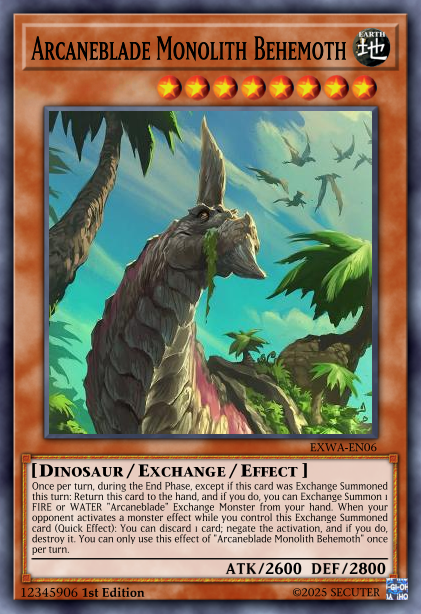 ARCANEBLADE MONOLITH BEHEMOTH
EARTH
地
EXWA-EN06
[DINOSAUR / EXCHANGE / EFFECT ]
Once per turn, during the End Phase, except if this card was Exchange Summoned
this turn: Return this card to the hand, and if you do, you can Exchange Summon 1
FIRE or WATER "Arcaneblade" Exchange Monster from your hand. When your
opponent activates a monster effect while you control this Exchange Summoned
card (Quick Effect): You can discard 1 card; negate the activation, and if you do,
destroy it. You can only use this effect of "Arcaneblade Monolith Behemoth" once
per turn.
ATK/2600 DEF/2800
12345906 1st Edition
©2025 SECUTER